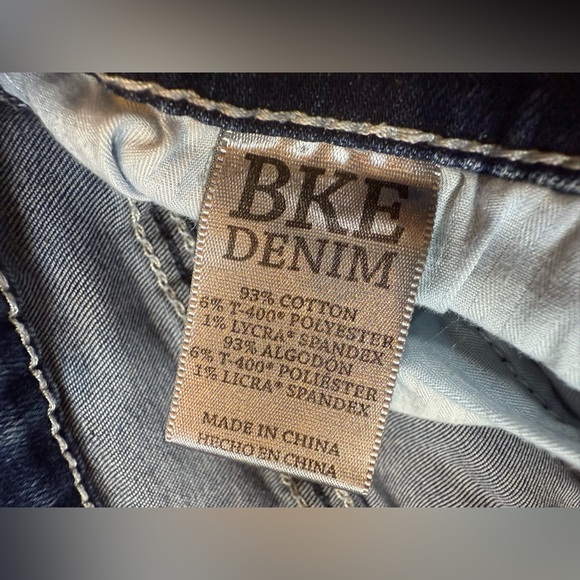 BKE
DENIM
93% COTTON
6% T-400® POLYESTER
1% LYCRA® SPANDEX
93% ALGODON
6% T-400® POLIESTER
1% LICRA® SPANDEX
MADE IN CHINA
HECHO EN CHINA